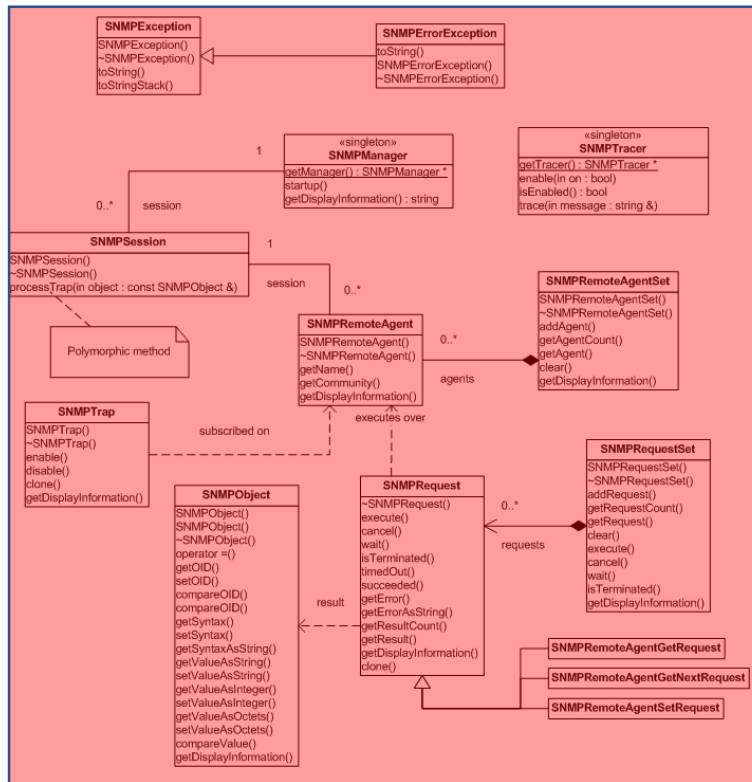 SNMPException
SNMPException()
~SNMPException()
toString()
toStringStack()
SNMPErrorException
toString()
SNMPErrorException()
~SNMPErrorException()
«singleton»
SNMPManager
getManager() : SNMPManager *
startup()
getDisplayInformation() : string
«singleton»
SNMPTracer
getTracer() : SNMPTracer *
enable(in on : bool)
isEnabled() : bool
trace(in message : string &)
1
0..*
session
SNMPSession
SNMPSession()
~SNMPSession()
processTrap(in object : const SNMPObject &)
1
session
0..*
Polymorphic method
SNMPRemoteAgent
SNMPRemoteAgent()
~SNMPRemoteAgent()
getName()
getCommunity()
getDisplayInformation()
0..*
agents
SNMPRemoteAgentSet
SNMPRemoteAgentSet()
~SNMPRemoteAgentSet()
addAgent()
getAgentCount()
getAgent()
clear()
getDisplayInformation()
SNMPTrap
SNMPTrap()
~SNMPTrap()
enable()
disable()
clone()
getDisplayInformation()
subscribed on
executes over
SNMPObject
SNMPObject()
SNMPObject()
~SNMPObject()
operator =()
getOID()
setOID()
compareOID()
compareOID()
getSyntax()
setSyntax()
getSyntaxAsString()
getValueAsString()
setValueAsString()
getValueAsInteger()
setValueAsInteger()
getValueAsOctets()
setValueAsOctets()
compareValue()
getDisplayInformation()
result
SNMPRequest
~SNMPRequest()
execute()
cancel()
wait()
isTerminated()
timedOut()
succeeded()
getError()
getErrorAsString()
getResultCount()
getResult()
getDisplayInformation()
clone()
0..*
requests
SNMPRequestSet
SNMPRequestSet()
~SNMPRequestSet()
addRequest()
getRequestCount()
getRequest()
clear()
execute()
cancel()
wait()
isTerminated()
getDisplayInformation()
SNMPRemoteAgentGetRequest
SNMPRemoteAgentGetNextRequest
SNMPRemoteAgentSetRequest